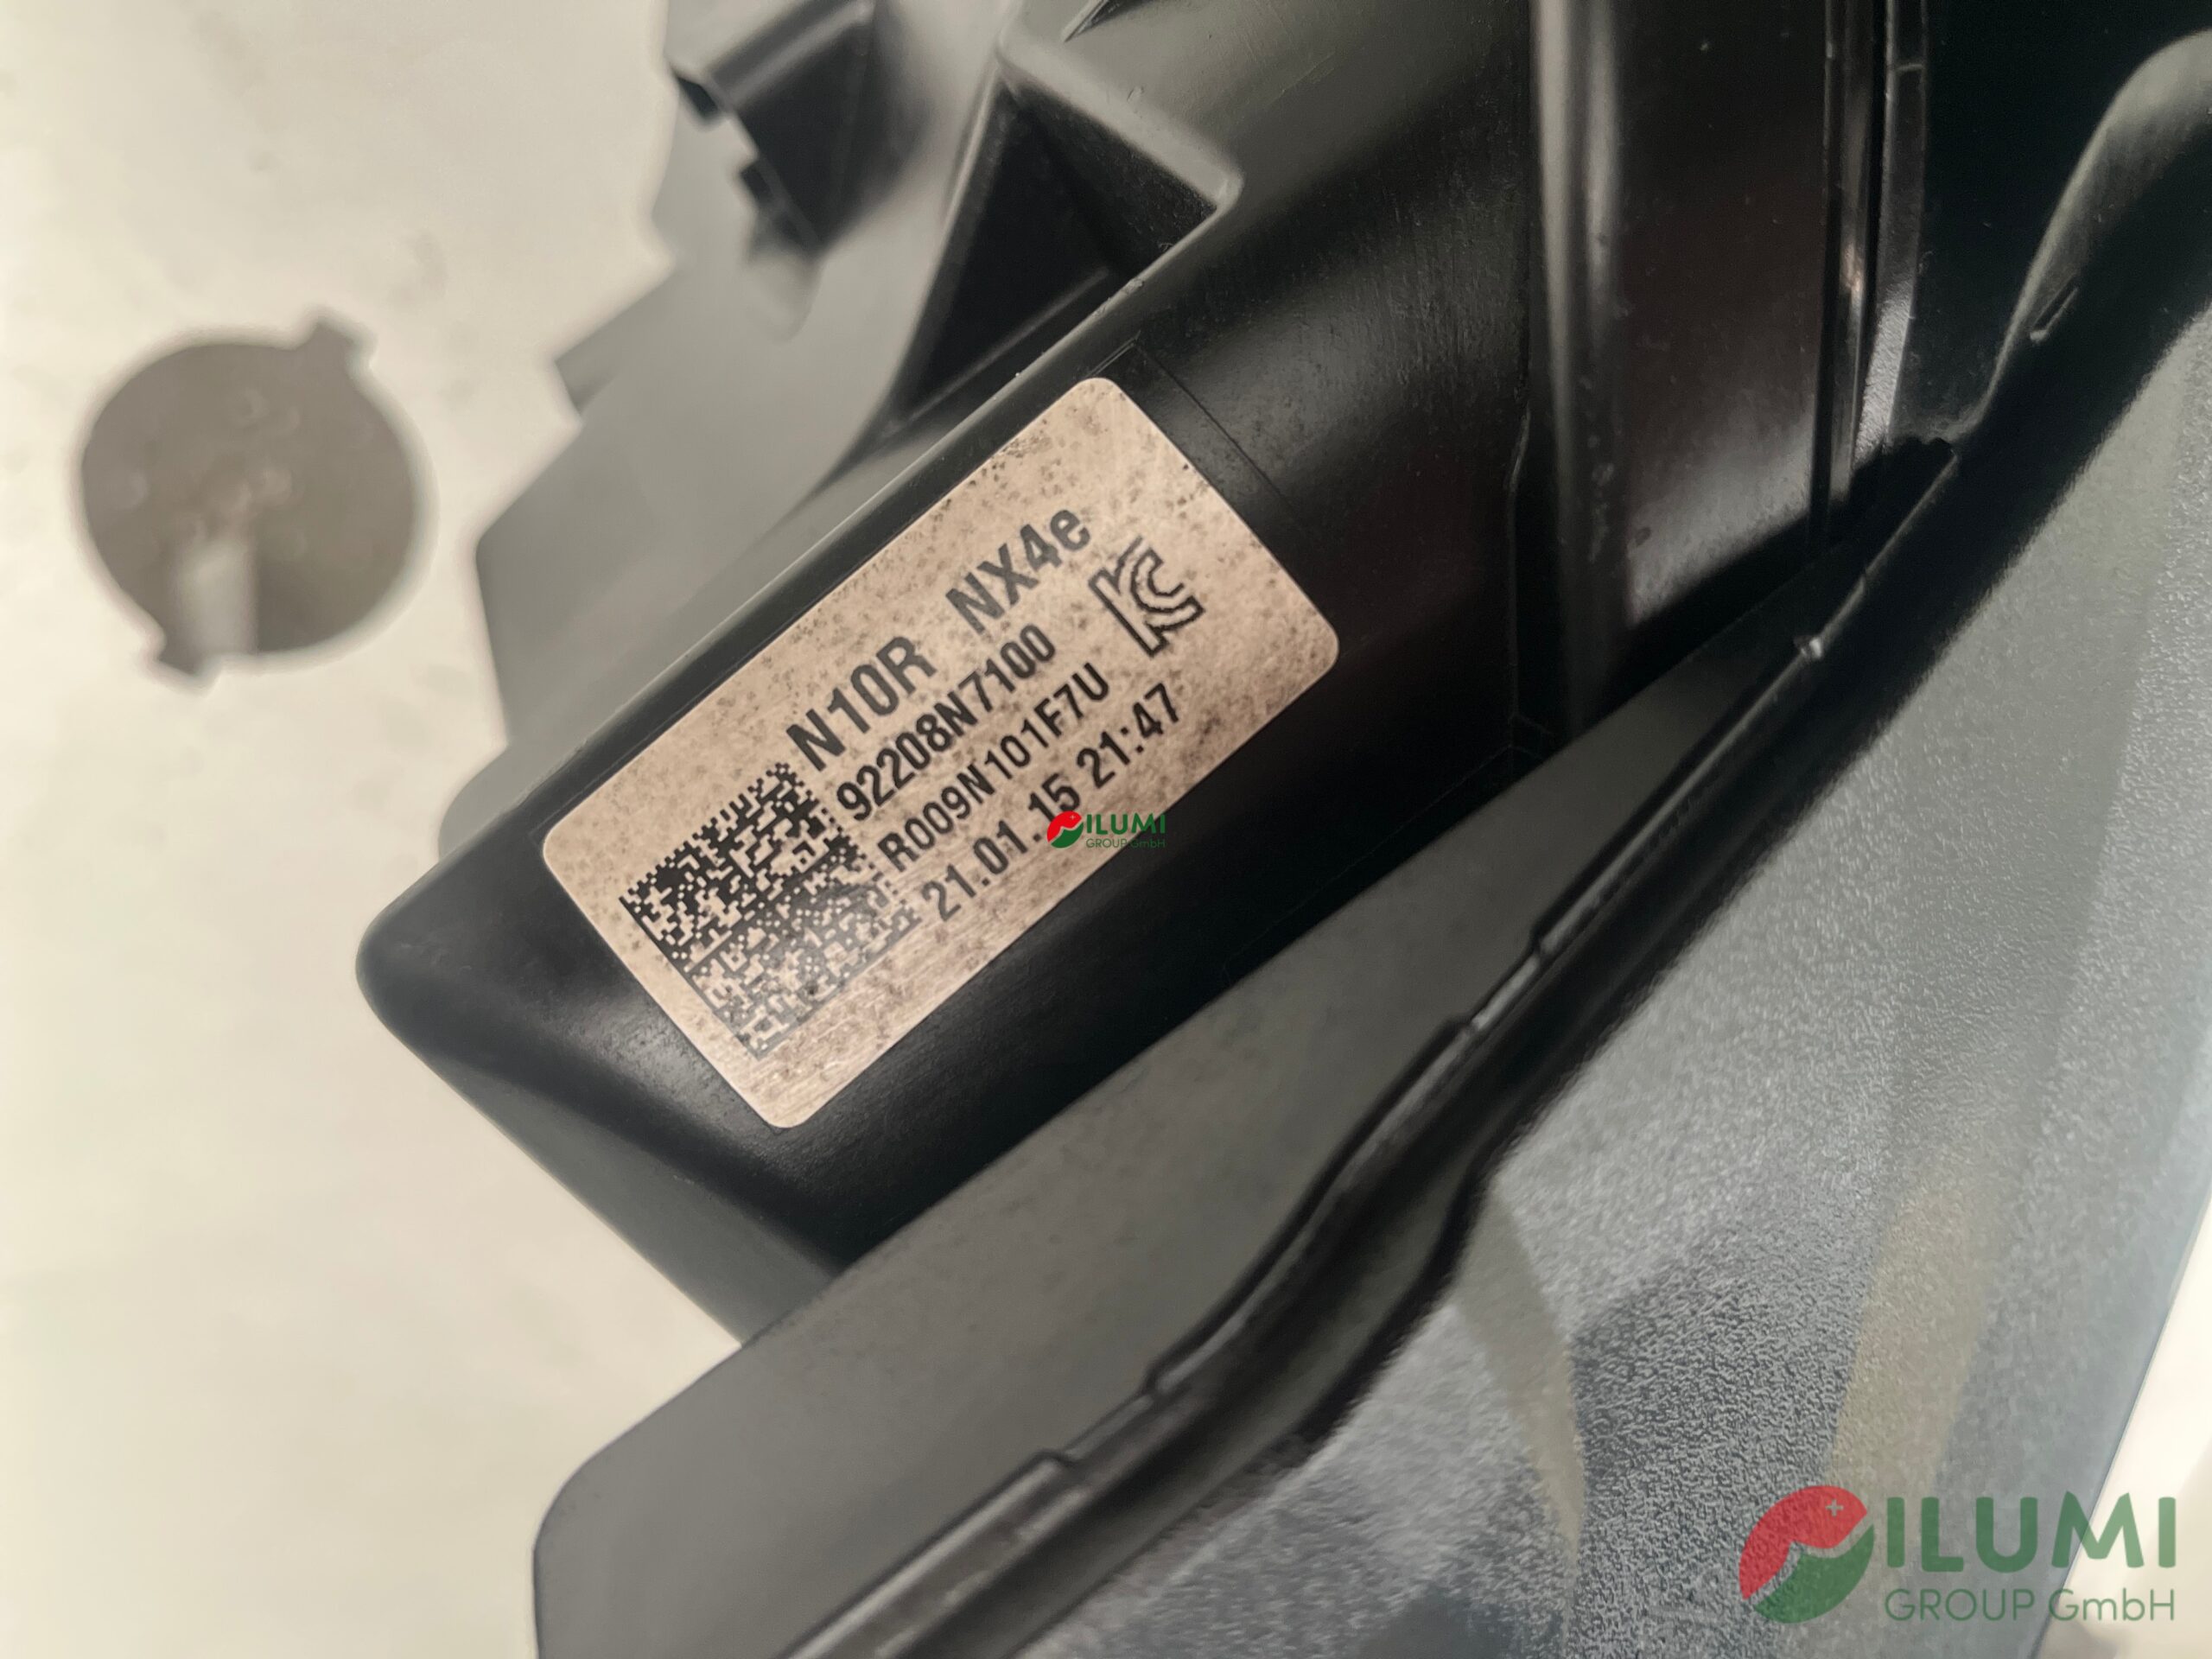 N10R NX4e
92208N7100
R009N101F7U
21.01.15 21:47
ILUMI
GROUP GmbH
ILUMI
GROUP GmbH